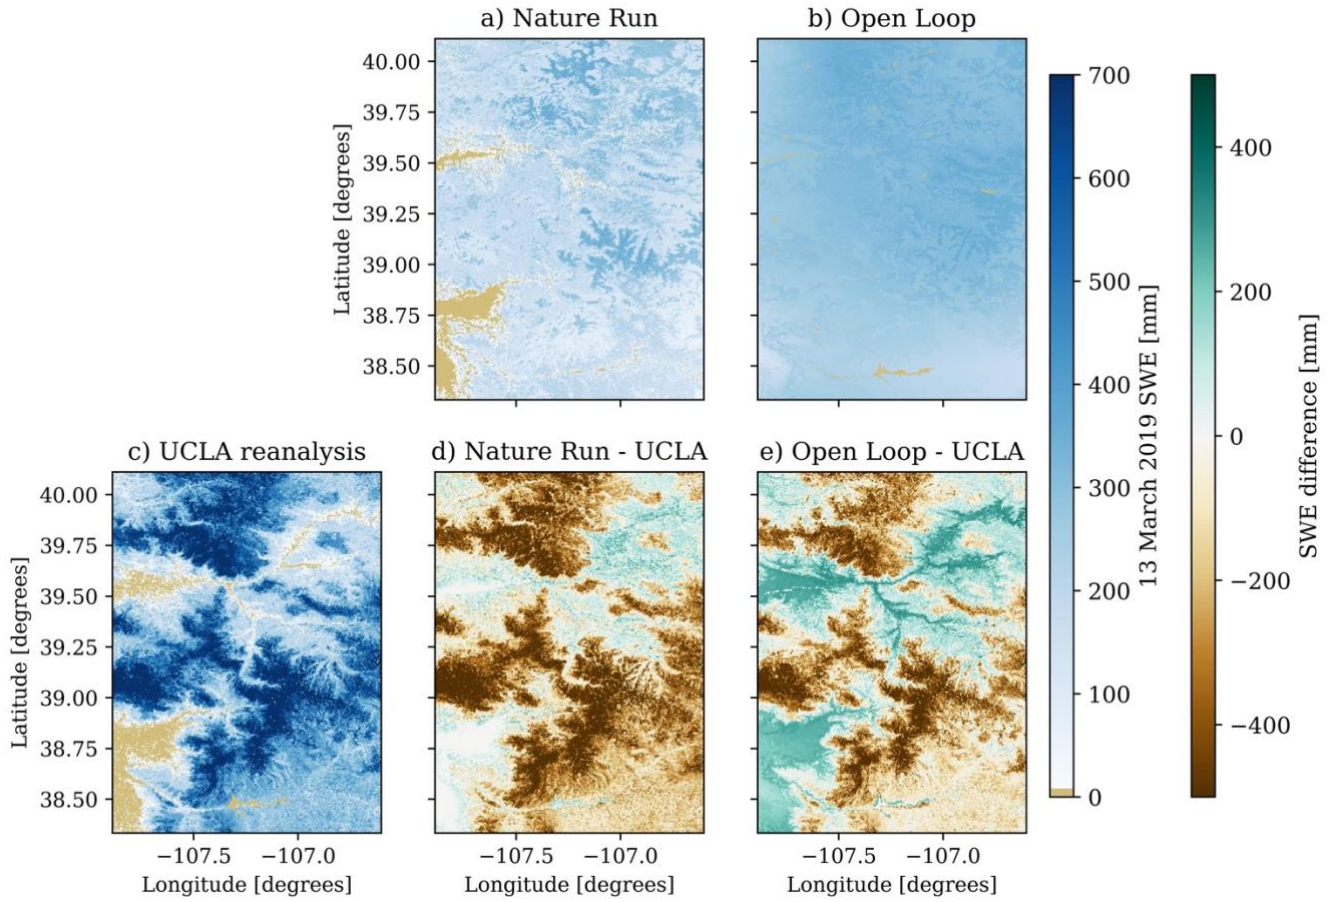 a) Nature Run
b) Open Loop
40.00
39.75
39.50
39.25
39.00
38.75
38.50
Latitude [degrees]
700
600
500
400
300
200
100
0
13 March 2019 SWE [mm]
400
200
0
−200
−400
SWE difference [mm]
c) UCLA reanalysis
d) Nature Run - UCLA
e) Open Loop - UCLA
40.00
39.75
39.50
39.25
39.00
38.75
38.50
Latitude [degrees]
−107.5
−107.0
Longitude [degrees]
−107.5
−107.0
Longitude [degrees]
−107.5
−107.0
Longitude [degrees]